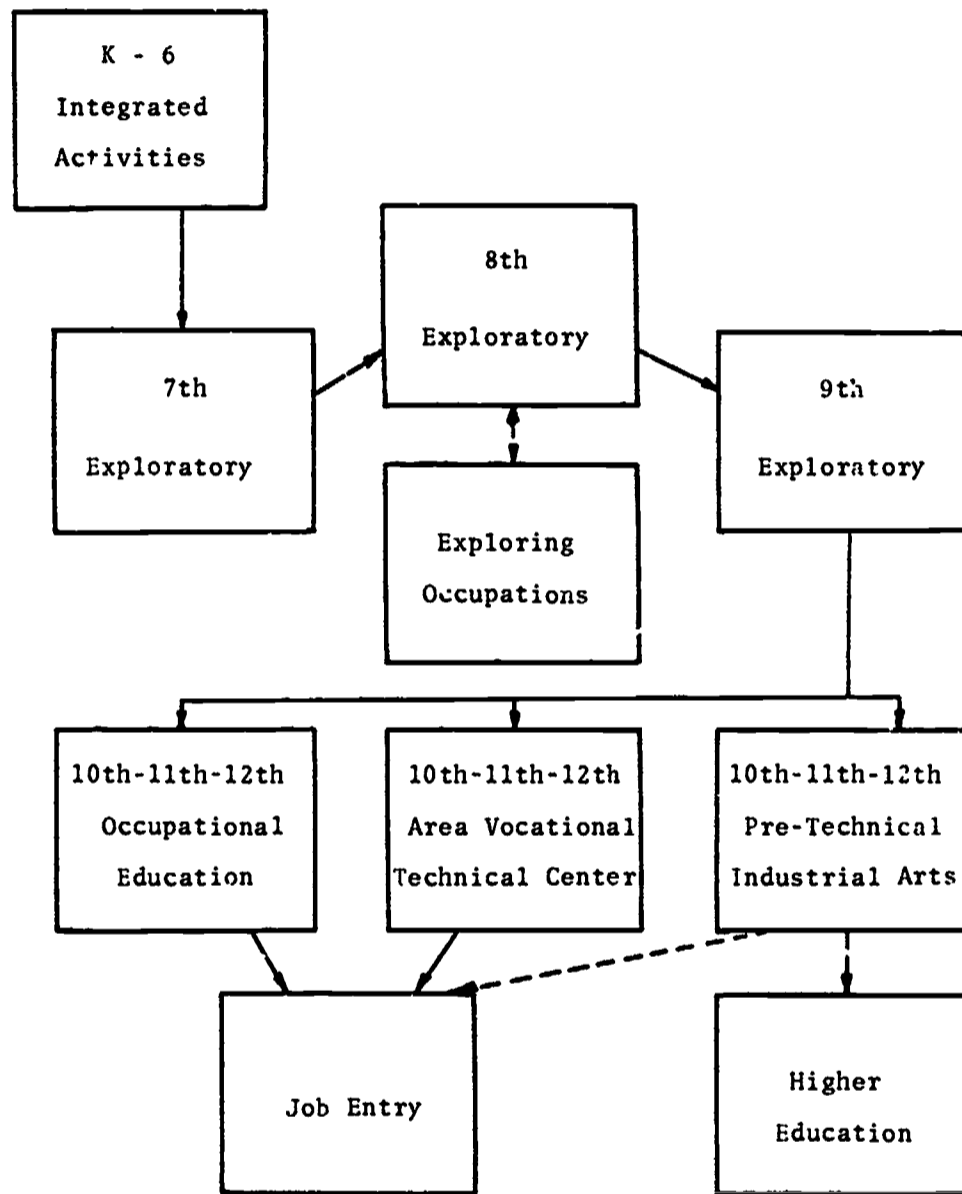 K - 6
Integrated
Activities
8th
Exploratory
7th
Exploratory
9th
Exploratory
Exploring
Occupations
10th-11th-12th
Occupational
Education
10th-11th-12th
Area Vocational
Technical Center
10th-11th-12th
Pre-Technical
Industrial Arts
Job Entry
Higher
Education